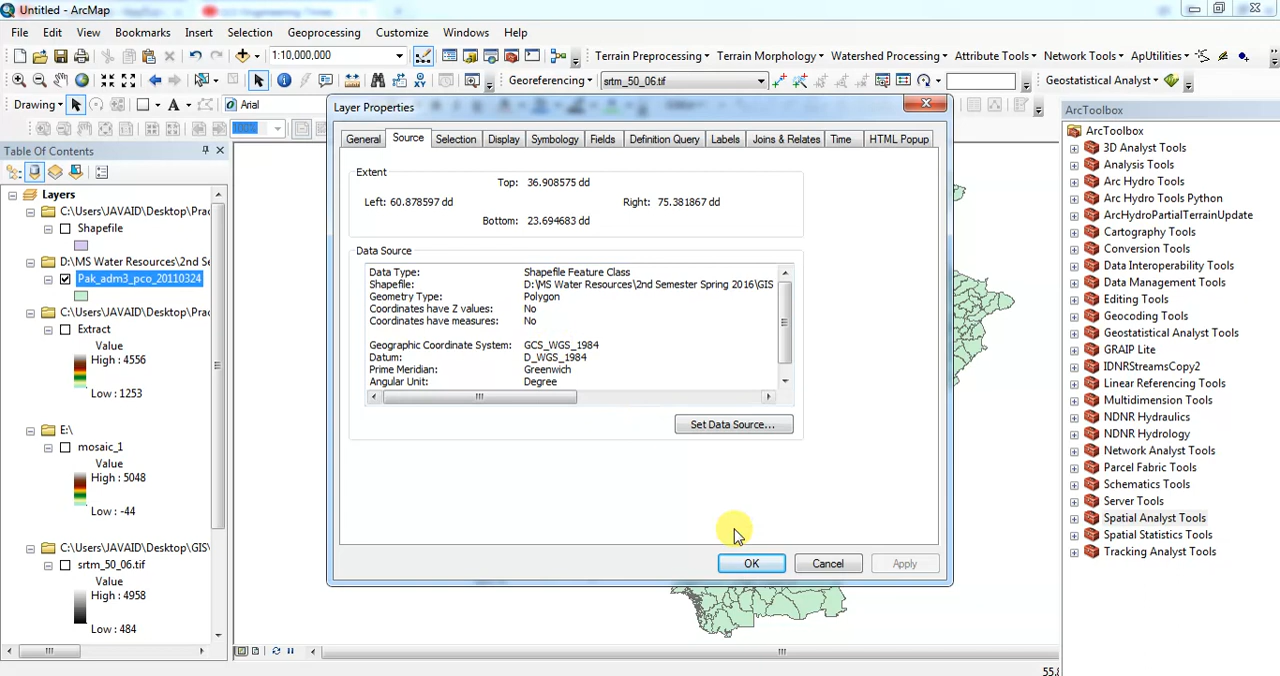 Untitled - ArcMap
File Edit View Bookmarks Insert Selection Geoprocessing Customize Windows Help
1:10,000,000 Terrain Preprocessing Terrain Morphology Watershed Processing Attribute Tools Network Tools ApUtilities
Georeferencing srtm_50_06.tif Geostatistical Analyst
Drawing A Arial
Table Of Contents
Layers
C:\Users\JAVAID\Desktop\Prac
Shapefile
D:\MS Water Resources\2nd Se
Pak_adm3_pco_20110324
C:\Users\JAVAID\Desktop\Prac
Extract
Value
High : 4556
Low : 1253
E:\
mosaic_1
Value
High : 5048
Low : -44
C:\Users\JAVAID\Desktop\GIS\
srtm_50_06.tif
Value
High : 4958
Low : 484
Layer Properties
General Source Selection Display Symbology Fields Definition Query Labels Joins & Relates Time HTML Popup
Extent
Top: 36.908575 dd
Left: 60.878597 dd Right: 75.381867 dd
Bottom: 23.694683 dd
Data Source
Data Type: Shapefile Feature Class
Shapefile: D:\MS Water Resources\2nd Semester Spring 2016\GIS
Geometry Type: Polygon
Coordinates have Z values: No
Coordinates have measures: No
Geographic Coordinate System: GCS_WGS_1984
Datum: D_WGS_1984
Prime Meridian: Greenwich
Angular Unit: Degree
Set Data Source...
OK Cancel Apply
ArcToolbox
ArcToolbox
3D Analyst Tools
Analysis Tools
Arc Hydro Tools
Arc Hydro Tools Python
ArcHydroPartialTerrainUpdate
Cartography Tools
Conversion Tools
Data Interoperability Tools
Data Management Tools
Editing Tools
Geocoding Tools
Geostatistical Analyst Tools
GRAIP Lite
IDNRStreamsCopy2
Linear Referencing Tools
Multidimension Tools
NDNR Hydraulics
NDNR Hydrology
Network Analyst Tools
Parcel Fabric Tools
Schematics Tools
Server Tools
Spatial Analyst Tools
Spatial Statistics Tools
Tracking Analyst Tools
55.8